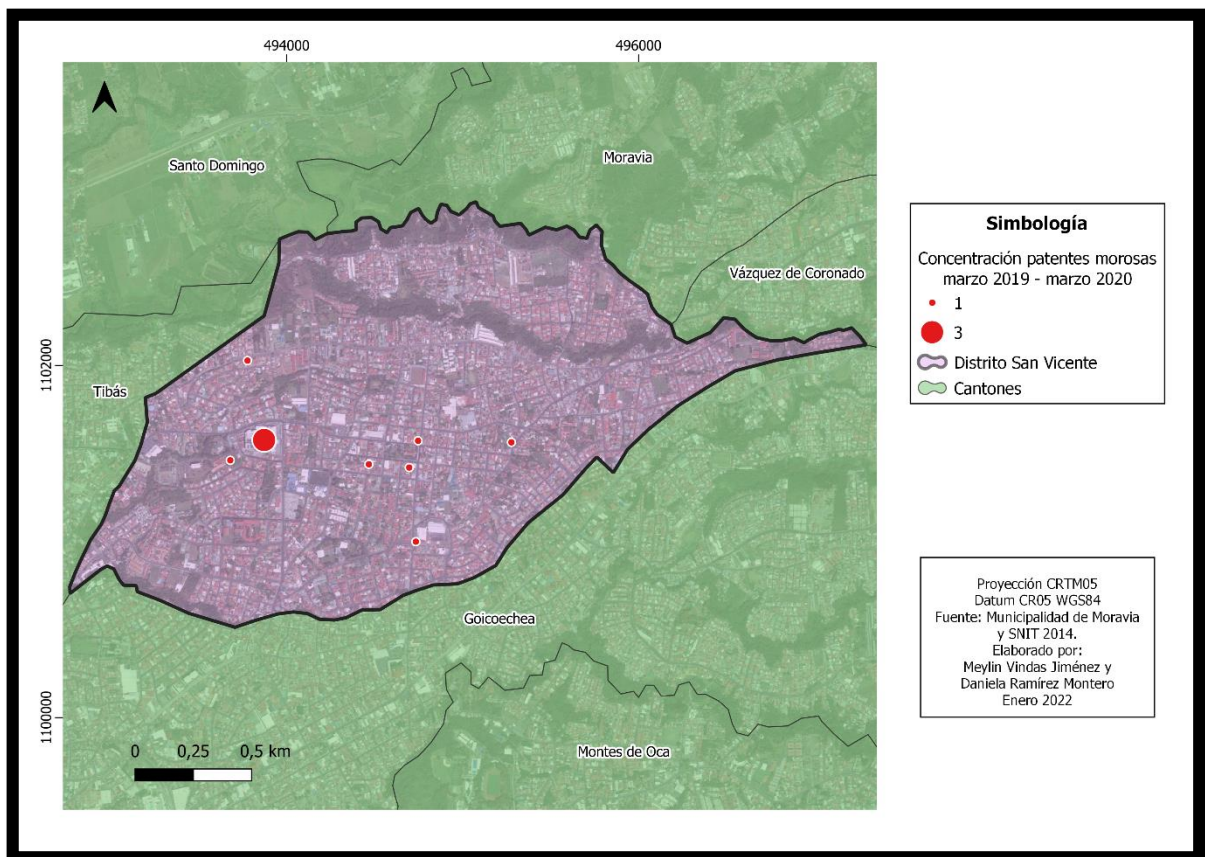 494000
496000
Santo Domingo
Moravia
Vázquez de Coronado
1102000
Tibás
Goicoechea
1100000
Montes de Oca
0 0,25 0,5 km
Simbología
Concentración patentes morosas
marzo 2019 - marzo 2020
1
3
Distrito San Vicente
Cantones
Proyección CRTM05
Datum CR05 WGS84
Fuente: Municipalidad de Moravia
y SNIT 2014.
Elaborado por:
Meylin Vindas Jiménez y
Daniela Ramírez Montero
Enero 2022